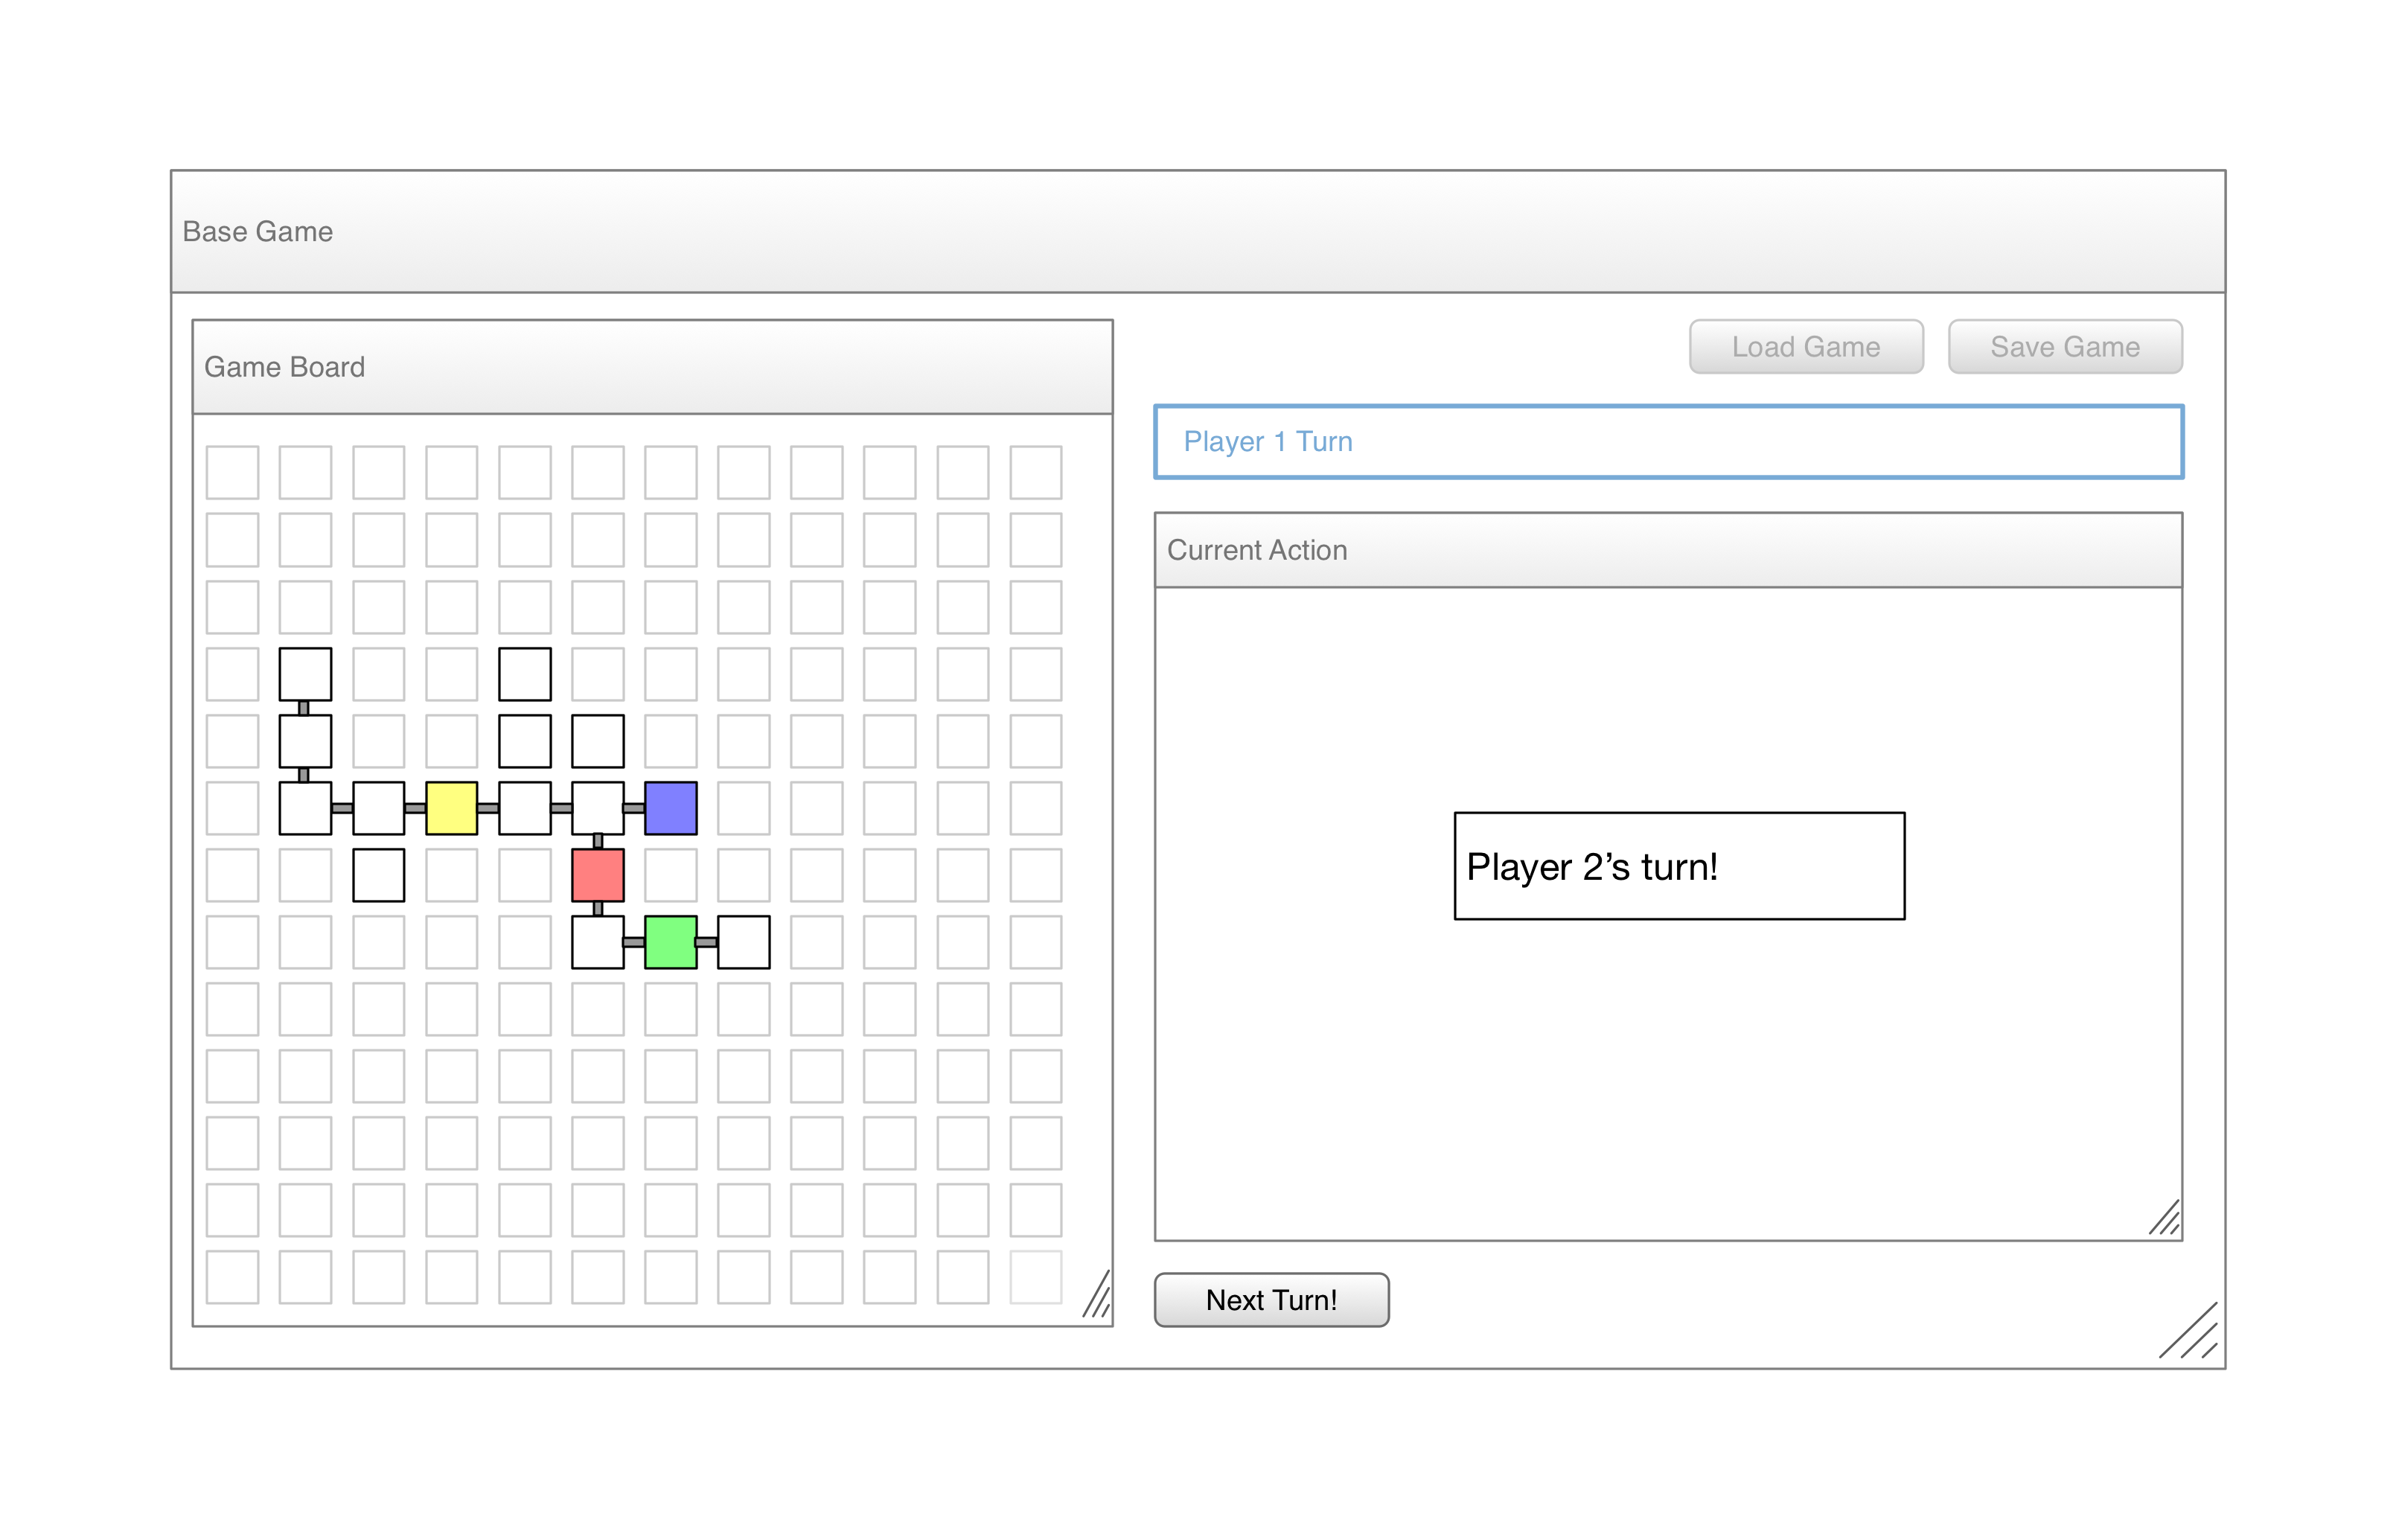 Base Game
Game Board
Load Game
Save Game
Player 1 Turn
Current Action
Player 2’s turn!
Next Turn!